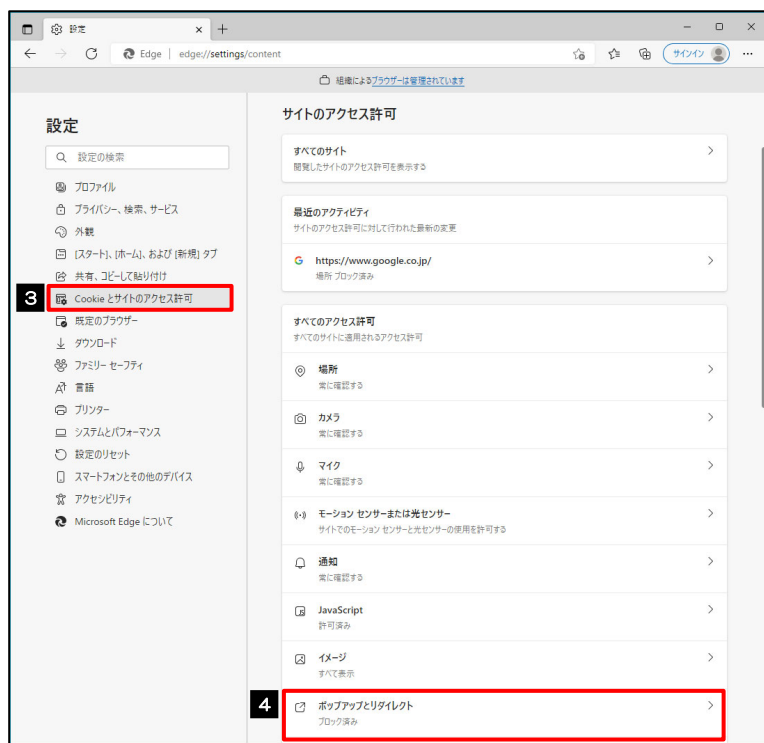 設定
Edge
edge://settings/content
サインイン
組織によるブラウザーは管理されています
設定
設定の検索
プロファイル
プライバシー、検索、サービス
外観
[スタート]、[ホーム]、および [新規] タブ
共有、コピーして貼り付け
3
Cookie とサイトのアクセス許可
既定のブラウザー
ダウンロード
ファミリー セーフティ
言語
プリンター
システムとパフォーマンス
設定のリセット
スマートフォンとその他のデバイス
アクセシビリティ
Microsoft Edge について
サイトのアクセス許可
すべてのサイト
閲覧したサイトのアクセス許可を表示する
最近のアクティビティ
サイトのアクセス許可に対して行われた最新の変更
https://www.google.co.jp/
場所 ブロック済み
すべてのアクセス許可
すべてのサイトに適用されるアクセス許可
場所
常に確認する
カメラ
常に確認する
マイク
常に確認する
モーション センサーまたは光センサー
サイトでのモーション センサーと光センサーの使用を許可する
通知
常に確認する
JavaScript
許可済み
イメージ
すべて表示
4
ポップアップとリダイレクト
ブロック済み